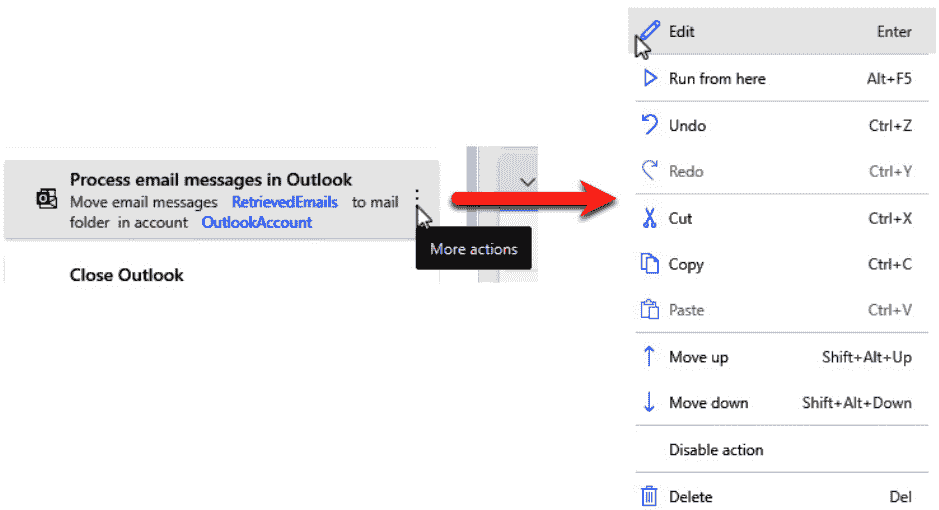 Process email messages in Outlook
Move email messages RetrievedEmails to mail
folder in account OutlookAccount
More actions
Close Outlook
Edit Enter
Run from here Alt+F5
Undo Ctrl+Z
Redo Ctrl+Y
Cut Ctrl+X
Copy Ctrl+C
Paste Ctrl+V
Move up Shift+Alt+Up
Move down Shift+Alt+Down
Disable action
Delete Del